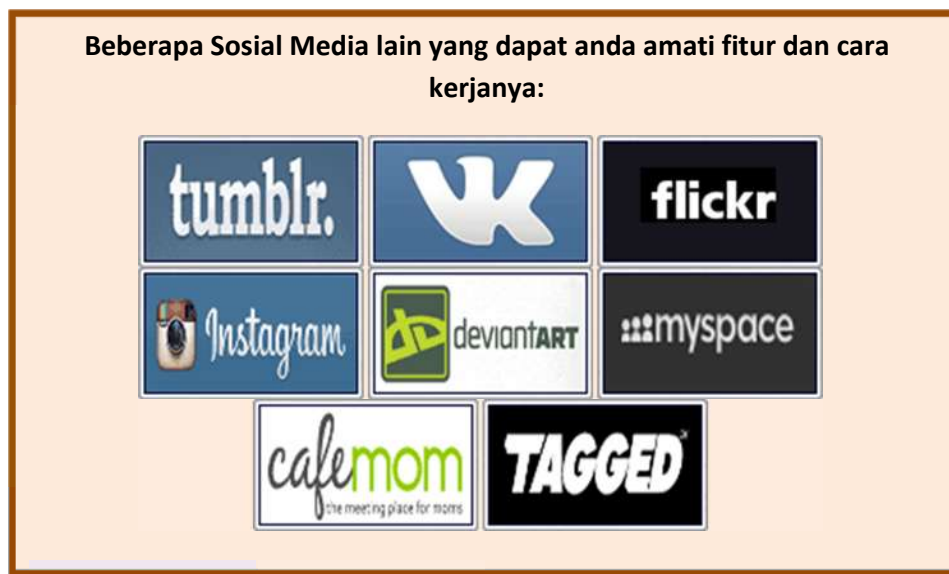 Beberapa Sosial Media lain yang dapat anda amati fitur dan cara
kerjanya:
tumblr.
VK
flickr
Instagram
deviantART
myspace
cafemom
the meeting place for moms
TAGGED